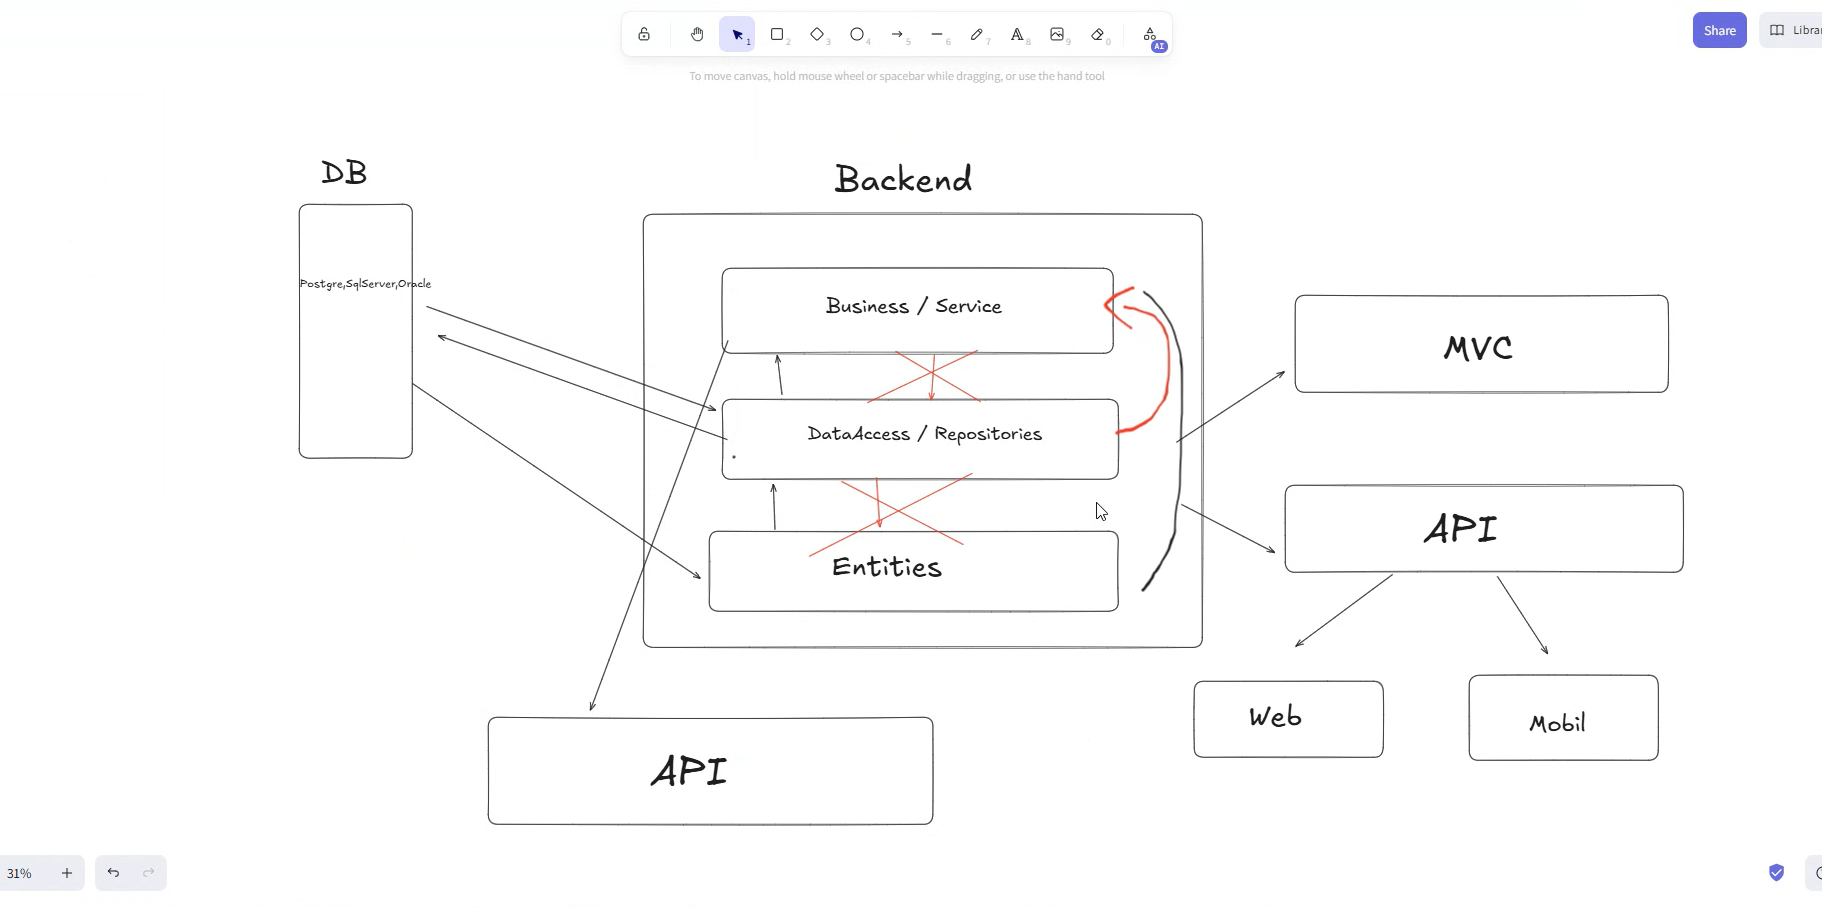 1
2
3
4
5
6
7
A 8
9
0
AI
Share
To move canvas, hold mouse wheel or spacebar while dragging, or use the hand tool
DB
Backend
Postgre,SqlServer,Oracle
Business / Service
MVC
DataAccess / Repositories
API
Entities
Web
Mobil
API
31%